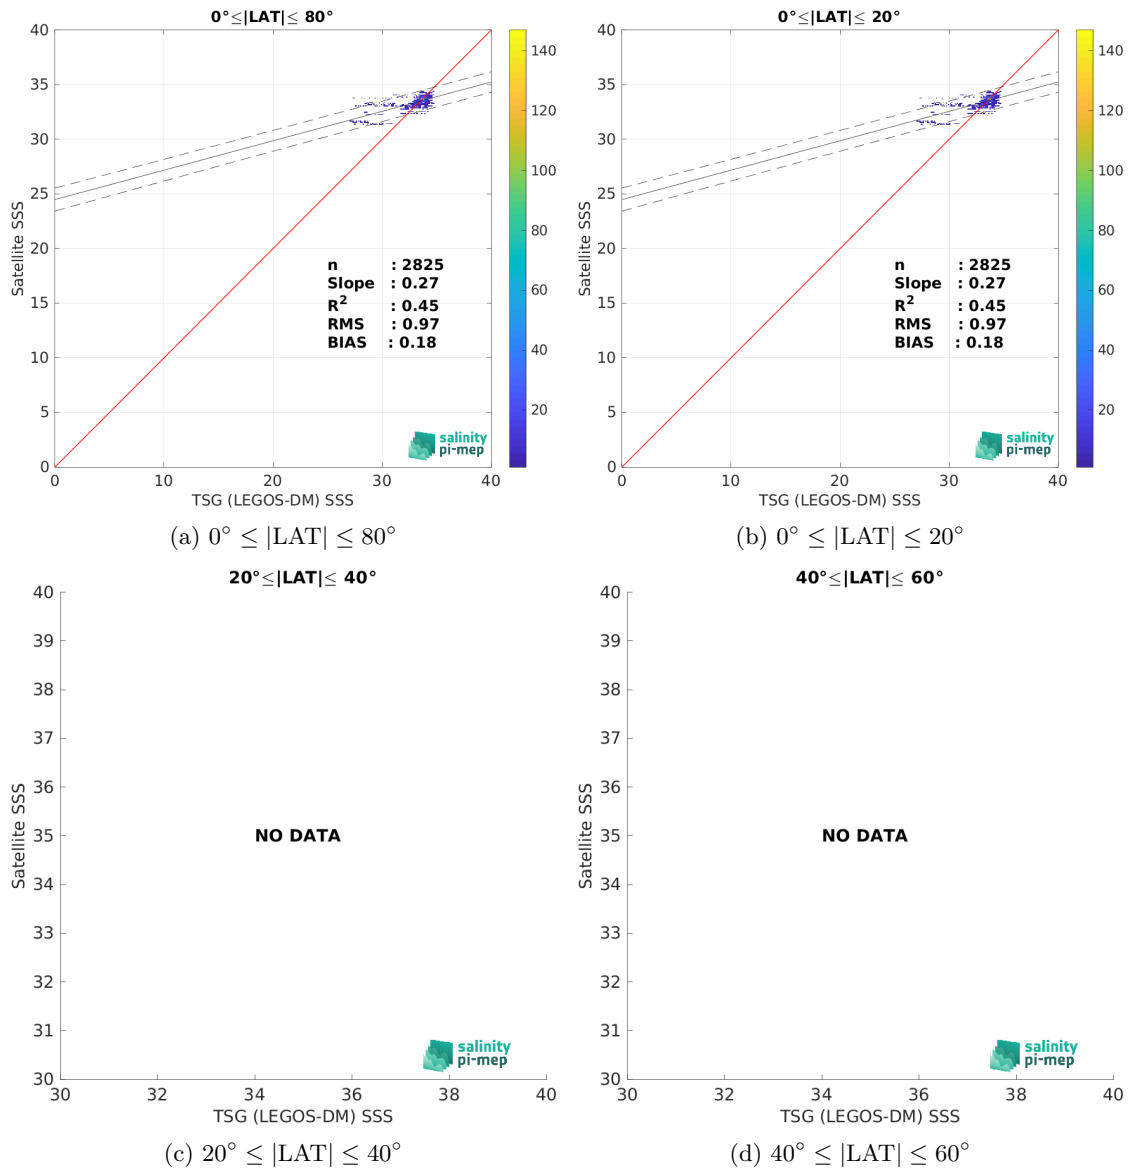 0°≤|LAT|≤ 80°
40
35
30
25
20
15
10
5
0
0
10
20
30
40
Satellite SSS
TSG (LEGOS-DM) SSS
n : 2825
Slope : 0.27
R² : 0.45
RMS : 0.97
BIAS : 0.18
salinity
pi-mep
140
120
100
80
60
40
20
(a) 0° ≤ |LAT| ≤ 80°
0°≤|LAT|≤ 20°
40
35
30
25
20
15
10
5
0
0
10
20
30
40
Satellite SSS
TSG (LEGOS-DM) SSS
n : 2825
Slope : 0.27
R² : 0.45
RMS : 0.97
BIAS : 0.18
salinity
pi-mep
140
120
100
80
60
40
20
(b) 0° ≤ |LAT| ≤ 20°
20°≤|LAT|≤ 40°
40
39
38
37
36
35
34
33
32
31
30
30
32
34
36
38
40
Satellite SSS
NO DATA
salinity
pi-mep
TSG (LEGOS-DM) SSS
(c) 20° ≤ |LAT| ≤ 40°
40°≤|LAT|≤ 60°
40
39
38
37
36
35
34
33
32
31
30
30
32
34
36
38
40
Satellite SSS
NO DATA
salinity
pi-mep
TSG (LEGOS-DM) SSS
(d) 40° ≤ |LAT| ≤ 60°